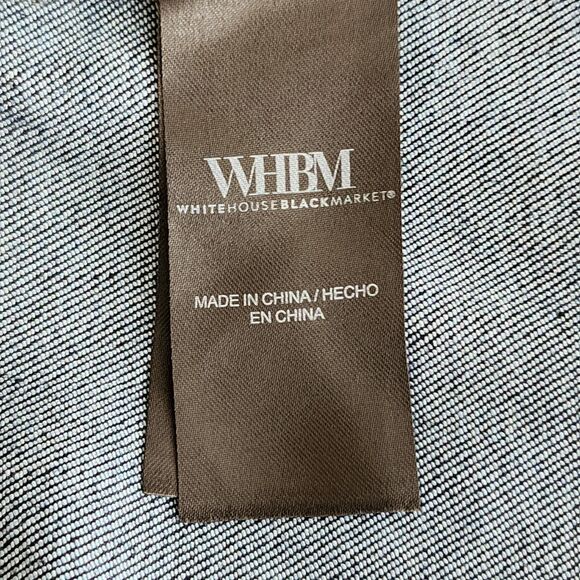 WHBM
WHITEHOUSEBLACKMARKET®
MADE IN CHINA / HECHO
EN CHINA